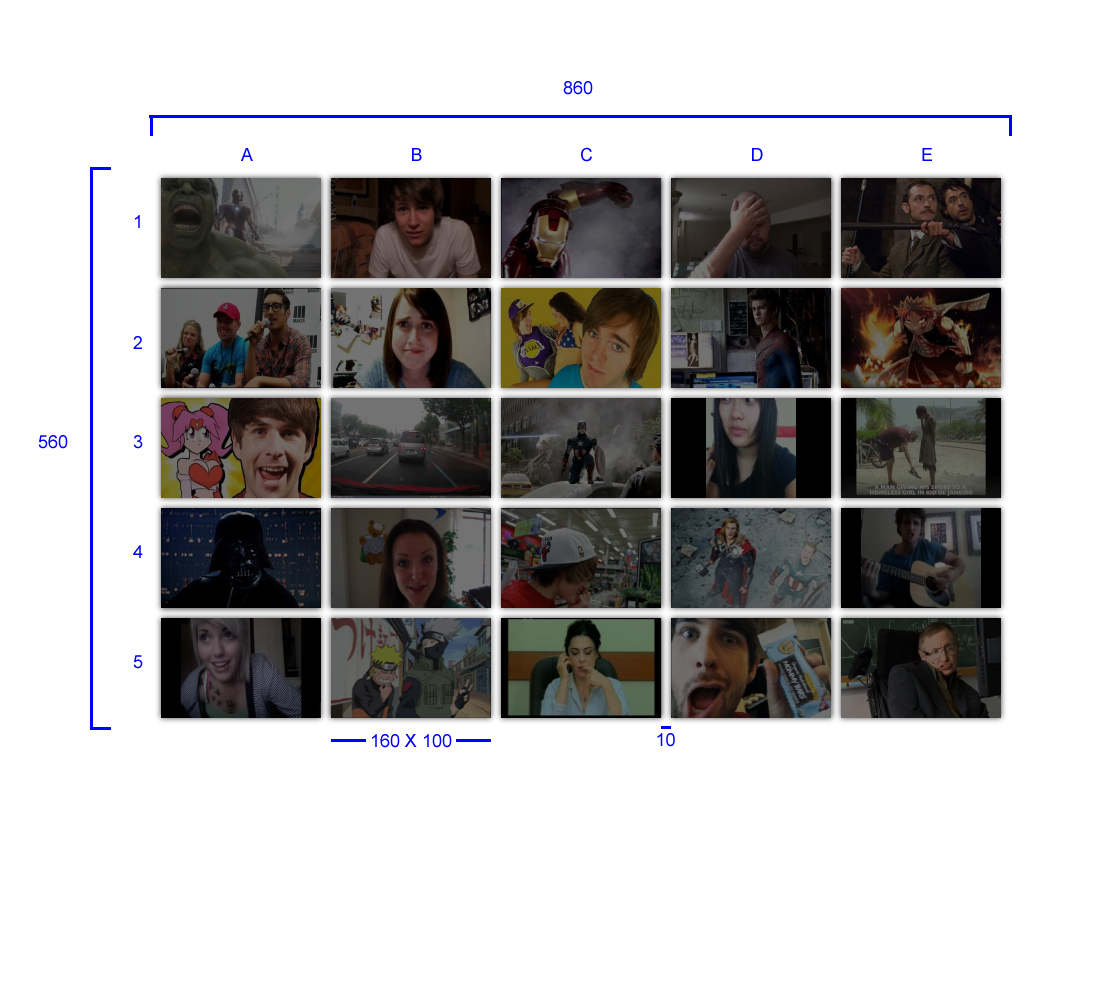 860
A B C D E
1
2
3
560
A MAN GIVING HIS SHOES TO A
HOMELESS GIRL IN RIO DE JANEIRO
4
5
160 X 100
10